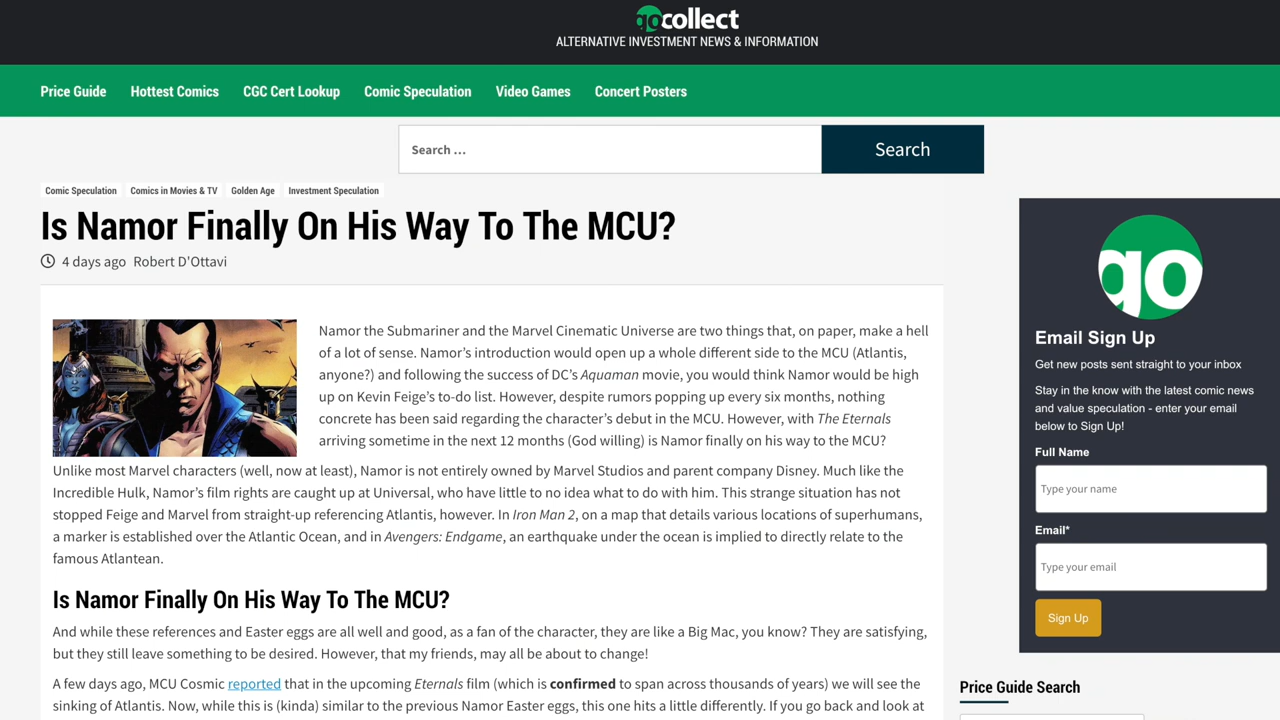 gocollect
ALTERNATIVE INVESTMENT NEWS & INFORMATION
Price Guide
Hottest Comics
CGC Cert Lookup
Comic Speculation
Video Games
Concert Posters
Search …
Search
Comic Speculation
Comics in Movies & TV
Golden Age
Investment Speculation
Is Namor Finally On His Way To The MCU?
4 days ago Robert D'Ottavi
Namor the Submariner and the Marvel Cinematic Universe are two things that, on paper, make a hell
of a lot of sense. Namor’s introduction would open up a whole different side to the MCU (Atlantis,
anyone?) and following the success of DC’s Aquaman movie, you would think Namor would be high
up on Kevin Feige’s to-do list. However, despite rumors popping up every six months, nothing
concrete has been said regarding the character’s debut in the MCU. However, with The Eternals
arriving sometime in the next 12 months (God willing) is Namor finally on his way to the MCU?
Unlike most Marvel characters (well, now at least), Namor is not entirely owned by Marvel Studios and parent company Disney. Much like the
Incredible Hulk, Namor’s film rights are caught up at Universal, who have little to no idea what to do with him. This strange situation has not
stopped Feige and Marvel from straight-up referencing Atlantis, however. In Iron Man 2, on a map that details various locations of superhumans,
a marker is established over the Atlantic Ocean, and in Avengers: Endgame, an earthquake under the ocean is implied to directly relate to the
famous Atlantean.
Is Namor Finally On His Way To The MCU?
And while these references and Easter eggs are all well and good, as a fan of the character, they are like a Big Mac, you know? They are satisfying,
but they still leave something to be desired. However, that my friends, may all be about to change!
A few days ago, MCU Cosmic reported that in the upcoming Eternals film (which is confirmed to span across thousands of years) we will see the
sinking of Atlantis. Now, while this is (kinda) similar to the previous Namor Easter eggs, this one hits a little differently. If you go back and look at
go
Email Sign Up
Get new posts sent straight to your inbox
Stay in the know with the latest comic news
and value speculation - enter your email
below to Sign Up!
Full Name
Type your name
Email*
Type your email
Sign Up
Price Guide Search